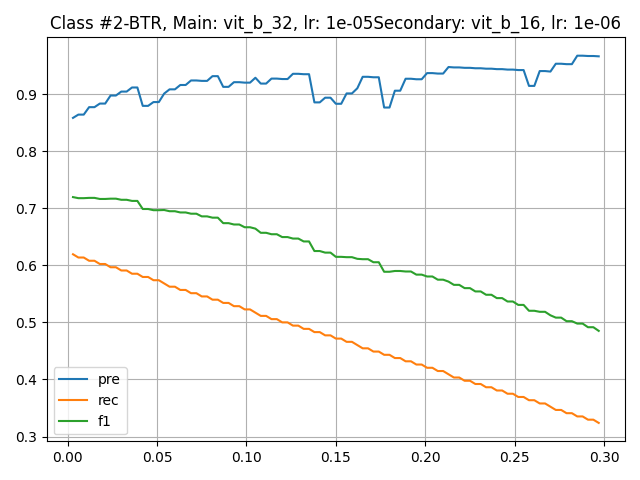 Class #2-BTR, Main: vit_b_32, lr: 1e-05Secondary: vit_b_16, lr: 1e-06
0.9
0.8
0.7
0.6
0.5
0.4
0.3
pre
rec
f1
0.00 0.05 0.10 0.15 0.20 0.25 0.30